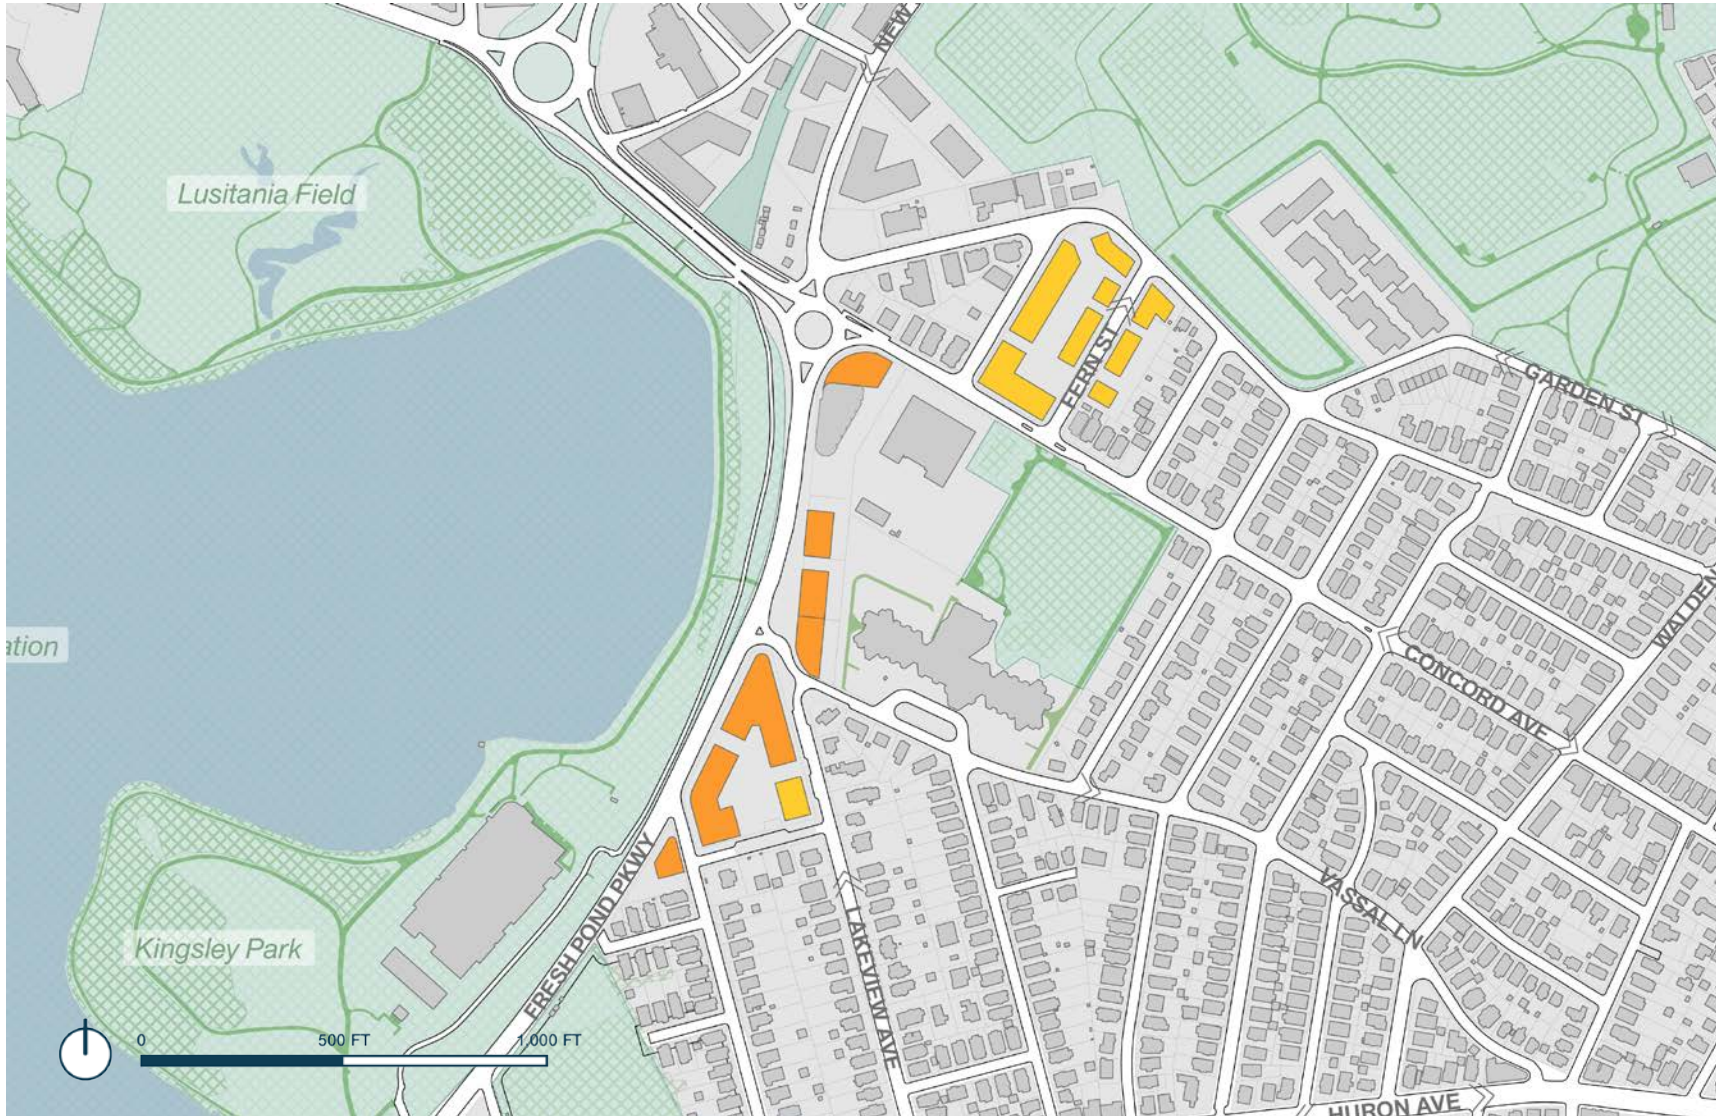 NEW
Lusitania Field
FERN ST
GARDEN ST
WALDEN
ation
CONCORD AVE
FRESH POND PKWY
VASSAL LN
Kingsley Park
LAKEVIEW AVE
0 500 FT 1,000 FT
HURON AVE